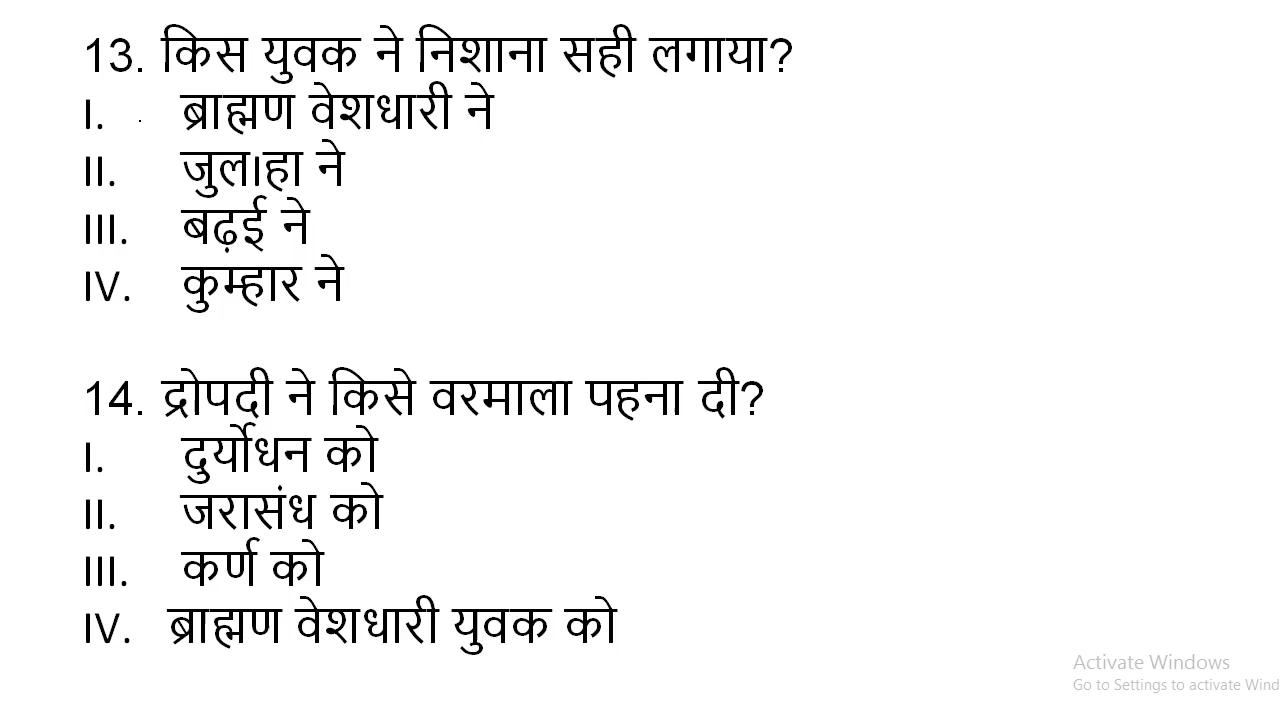 13. किस युवक ने निशाना सही लगाया?
I. ब्राह्मण वेशधारी ने
II. जुलाहा ने
III. बढ़ई ने
IV. कुम्हार ने
14. द्रोपदी ने किसे वरमाला पहना दी?
I. दुर्योधन को
II. जरासंध को
III. कर्ण को
IV. ब्राह्मण वेशधारी युवक को
Activate Windows
Go to Settings to activate Wind